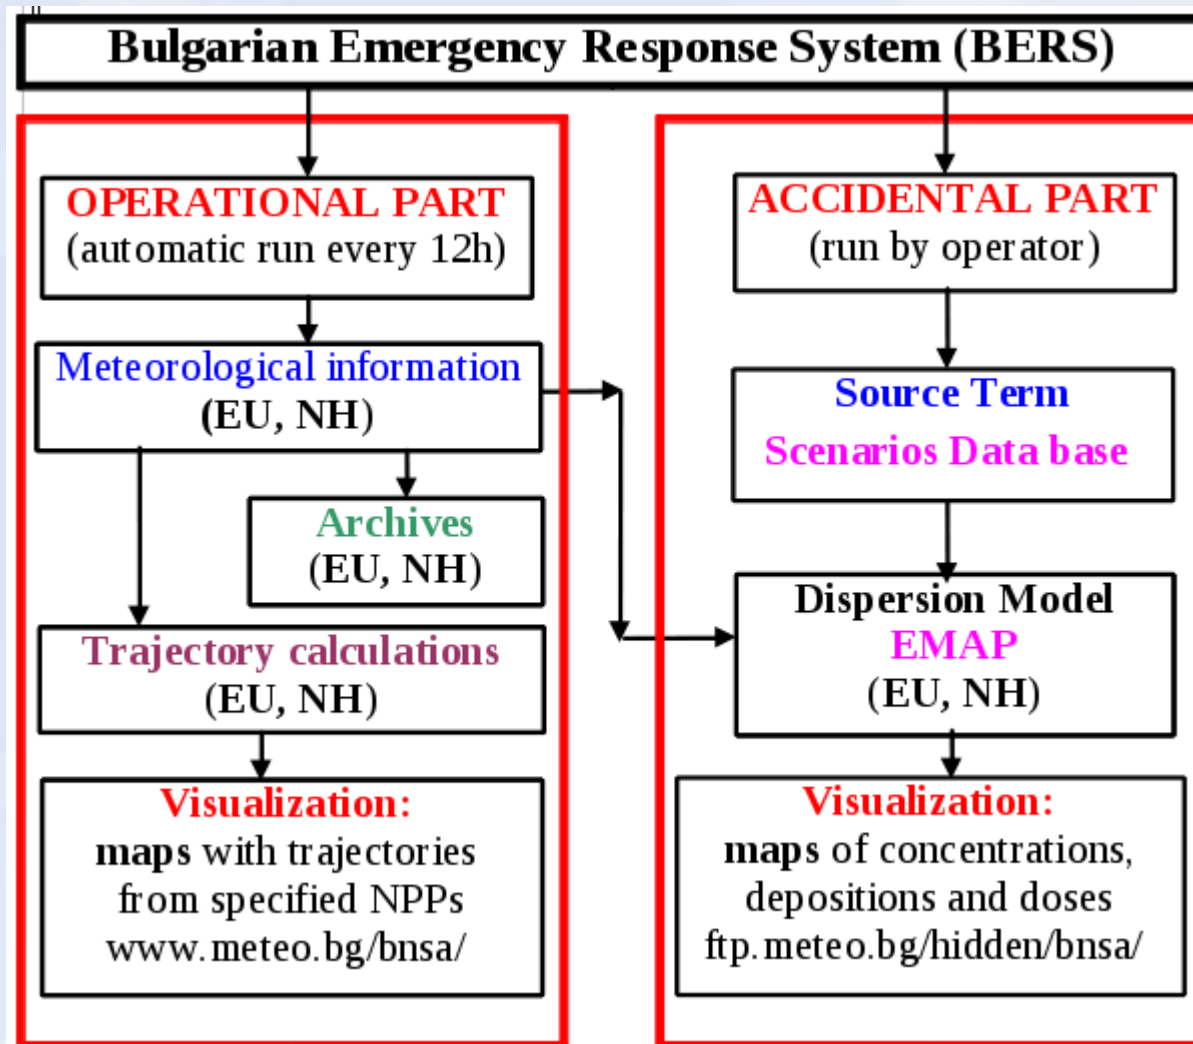 Bulgarian Emergency Response System (BERS)
OPERATIONAL PART
(automatic run every 12h)
Meteorological information
(EU, NH)
Archives
(EU, NH)
Trajectory calculations
(EU, NH)
Visualization:
maps with trajectories
from specified NPPs
www.meteo.bg/bnsa/
ACCIDENTAL PART
(run by operator)
Source Term
Scenarios Data base
Dispersion Model
EMAP
(EU, NH)
Visualization:
maps of concentrations,
depositions and doses
ftp.meteo.bg/hidden/bnsa/